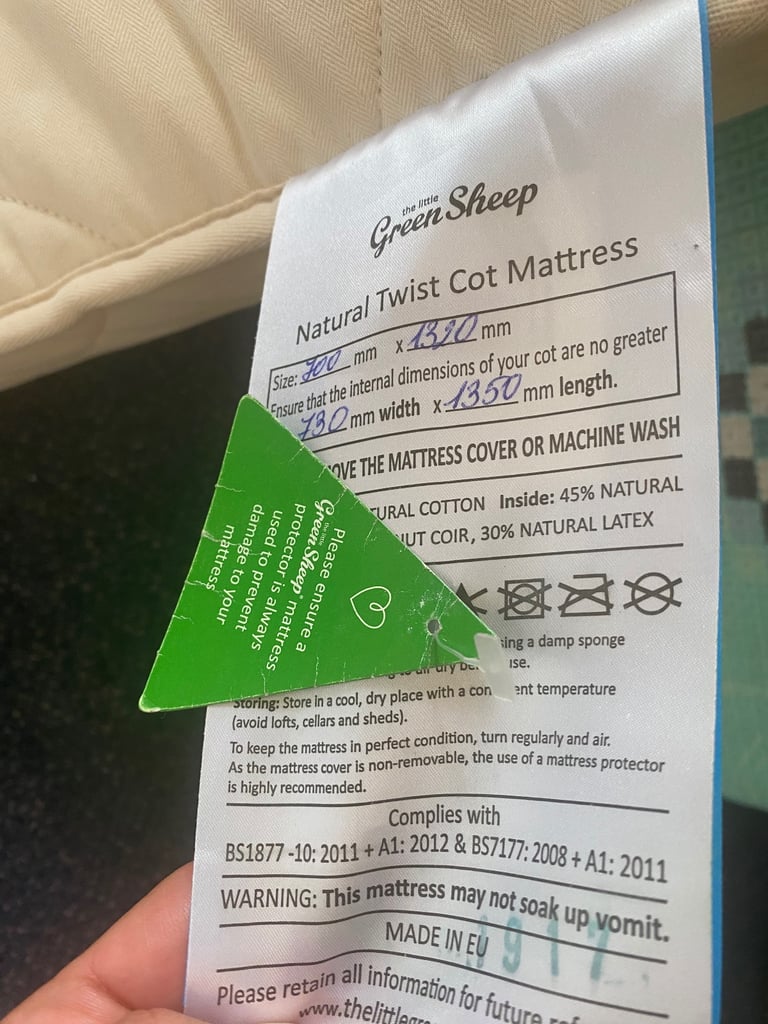 the little
Green Sheep
Natural Twist Cot Mattress
Size: 700 mm x 1320 mm
Ensure that the internal dimensions of your cot are no greater
730 mm width x 1350 mm length.
OVE THE MATTRESS COVER OR MACHINE WASH
URAL COTTON Inside: 45% NATURAL
UT COIR, 30% NATURAL LATEX
sing a damp sponge
use.
Storing: Store in a cool, dry place with a con ent temperature
(avoid lofts, cellars and sheds).
To keep the mattress in perfect condition, turn regularly and air.
As the mattress cover is non-removable, the use of a mattress protector
is highly recommended.
Complies with
BS1877 -10: 2011 + A1: 2012 & BS7177: 2008 + A1: 2011
WARNING: This mattress may not soak up vomit.
MADE IN EU
917
Please retain all information for future ref
www.thelittlegr
Please ensure a
the little
Green Sheep mattress
protector is always
used to prevent
damage to your
mattress